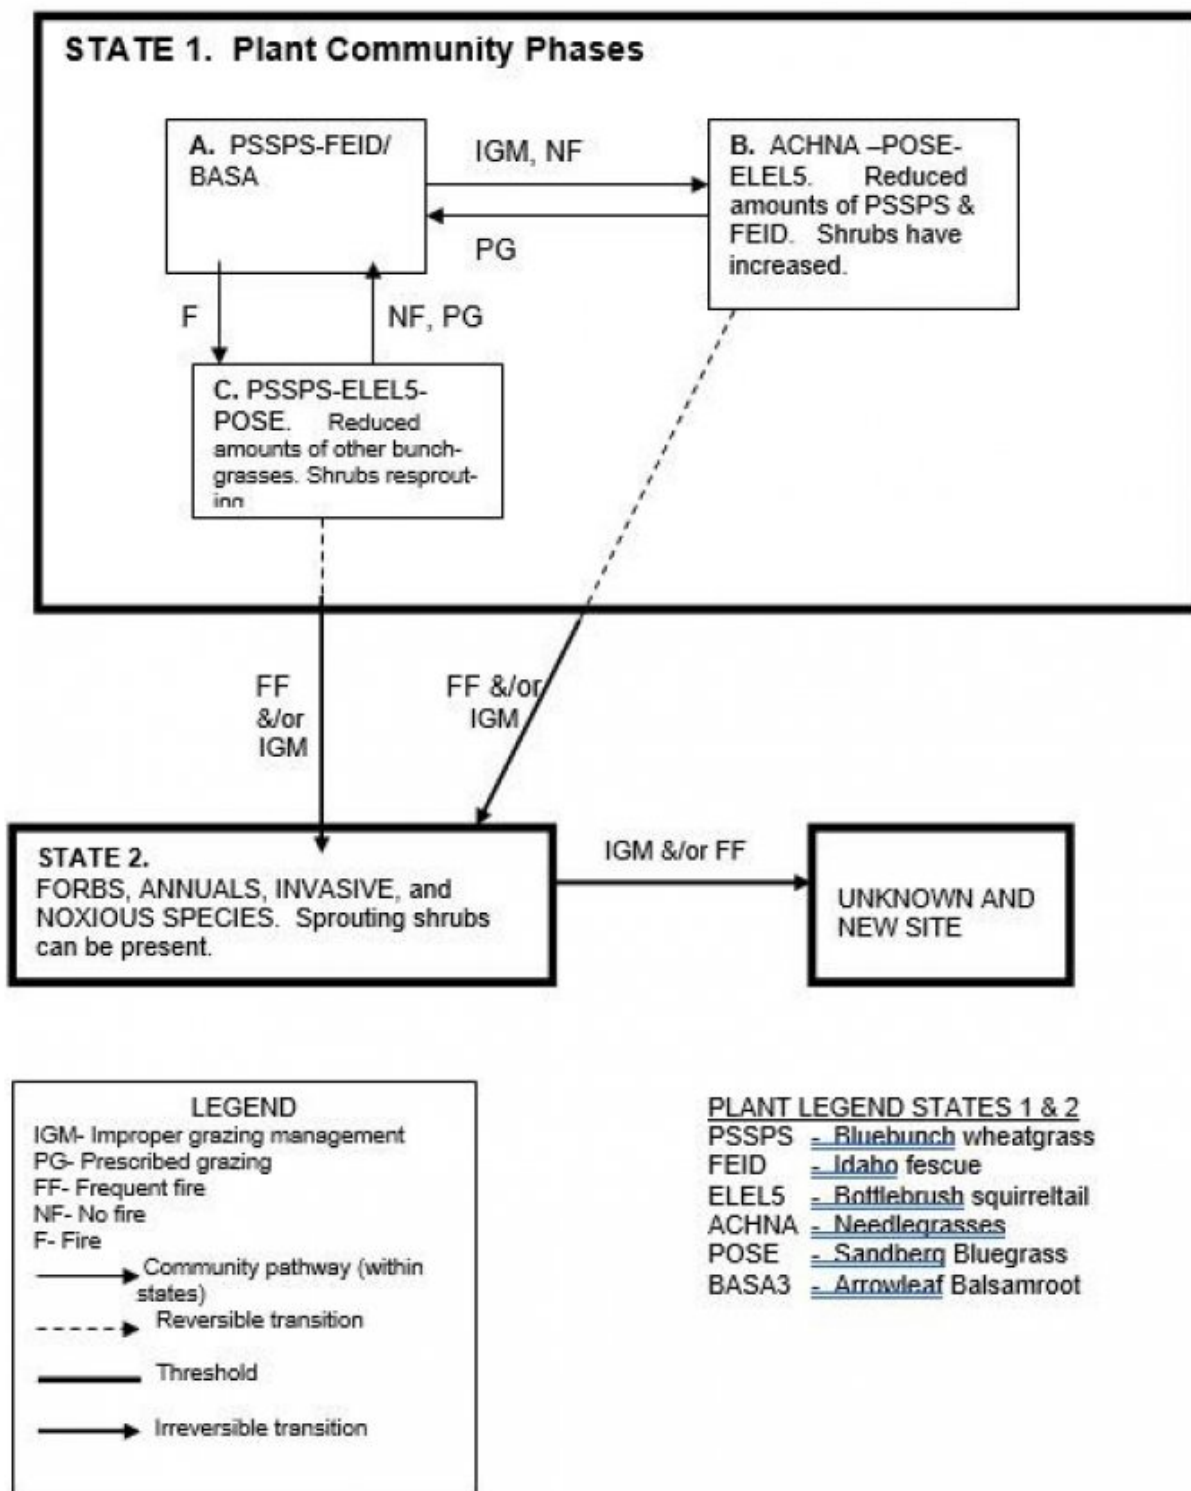 STATE 1. Plant Community Phases
A. PSSPS-FEID/
BASA
IGM, NF
PG
B. ACHNA –POSE-
ELEL5. Reduced
amounts of PSSPS &
FEID. Shrubs have
increased.
F
NF, PG
C. PSSPS-ELEL5-
POSE. Reduced
amounts of other bunch-
grasses. Shrubs resprout-
ing
FF
&/or
IGM
FF &/or
IGM
STATE 2.
FORBS, ANNUALS, INVASIVE, and
NOXIOUS SPECIES. Sprouting shrubs
can be present.
IGM &/or FF
UNKNOWN AND
NEW SITE
LEGEND
IGM- Improper grazing management
PG- Prescribed grazing
FF- Frequent fire
NF- No fire
F- Fire
Community pathway (within
states)
Reversible transition
Threshold
Irreversible transition
PLANT LEGEND STATES 1 & 2
PSSPS - Bluebunch wheatgrass
FEID - Idaho fescue
ELEL5 - Bottlebrush squirreltail
ACHNA - Needlegrasses
POSE - Sandberg Bluegrass
BASA3 - Arrowleaf Balsamroot